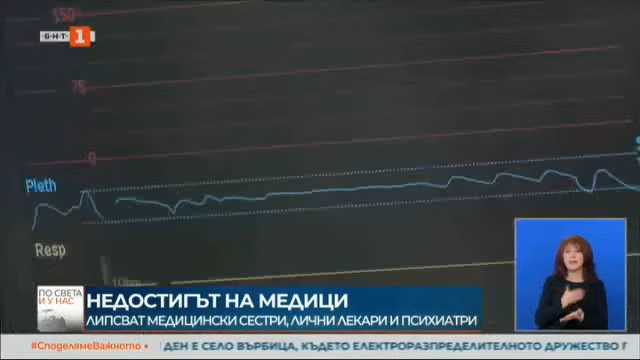 150
БНТ 1
75
0
Pleth
Resp
ПО СВЕТА
И У НАС
НЕДОСТИГЪТ НА МЕДИЦИ
ЛИПСВАТ МЕДИЦИНСКИ СЕСТРИ, ЛИЧНИ ЛЕКАРИ И ПСИХИАТРИ
#СподелямеВажното
ДЕН Е СЕЛО ВЪРБИЦА, КЪДЕТО ЕЛЕКТРОРАЗПРЕДЕЛИТЕЛНОТО ДРУЖЕСТВО